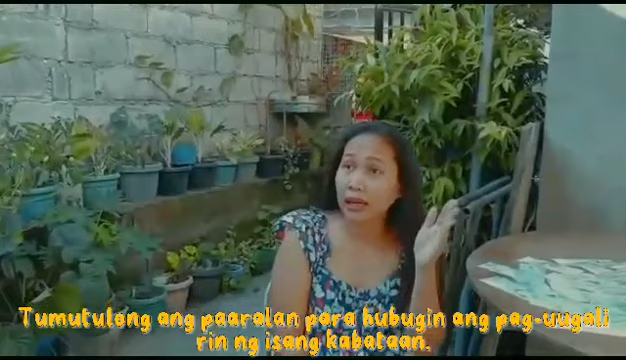 Tumutulong ang paaralan para hubugin ang pag-uugali
rin ng isang kabataan.